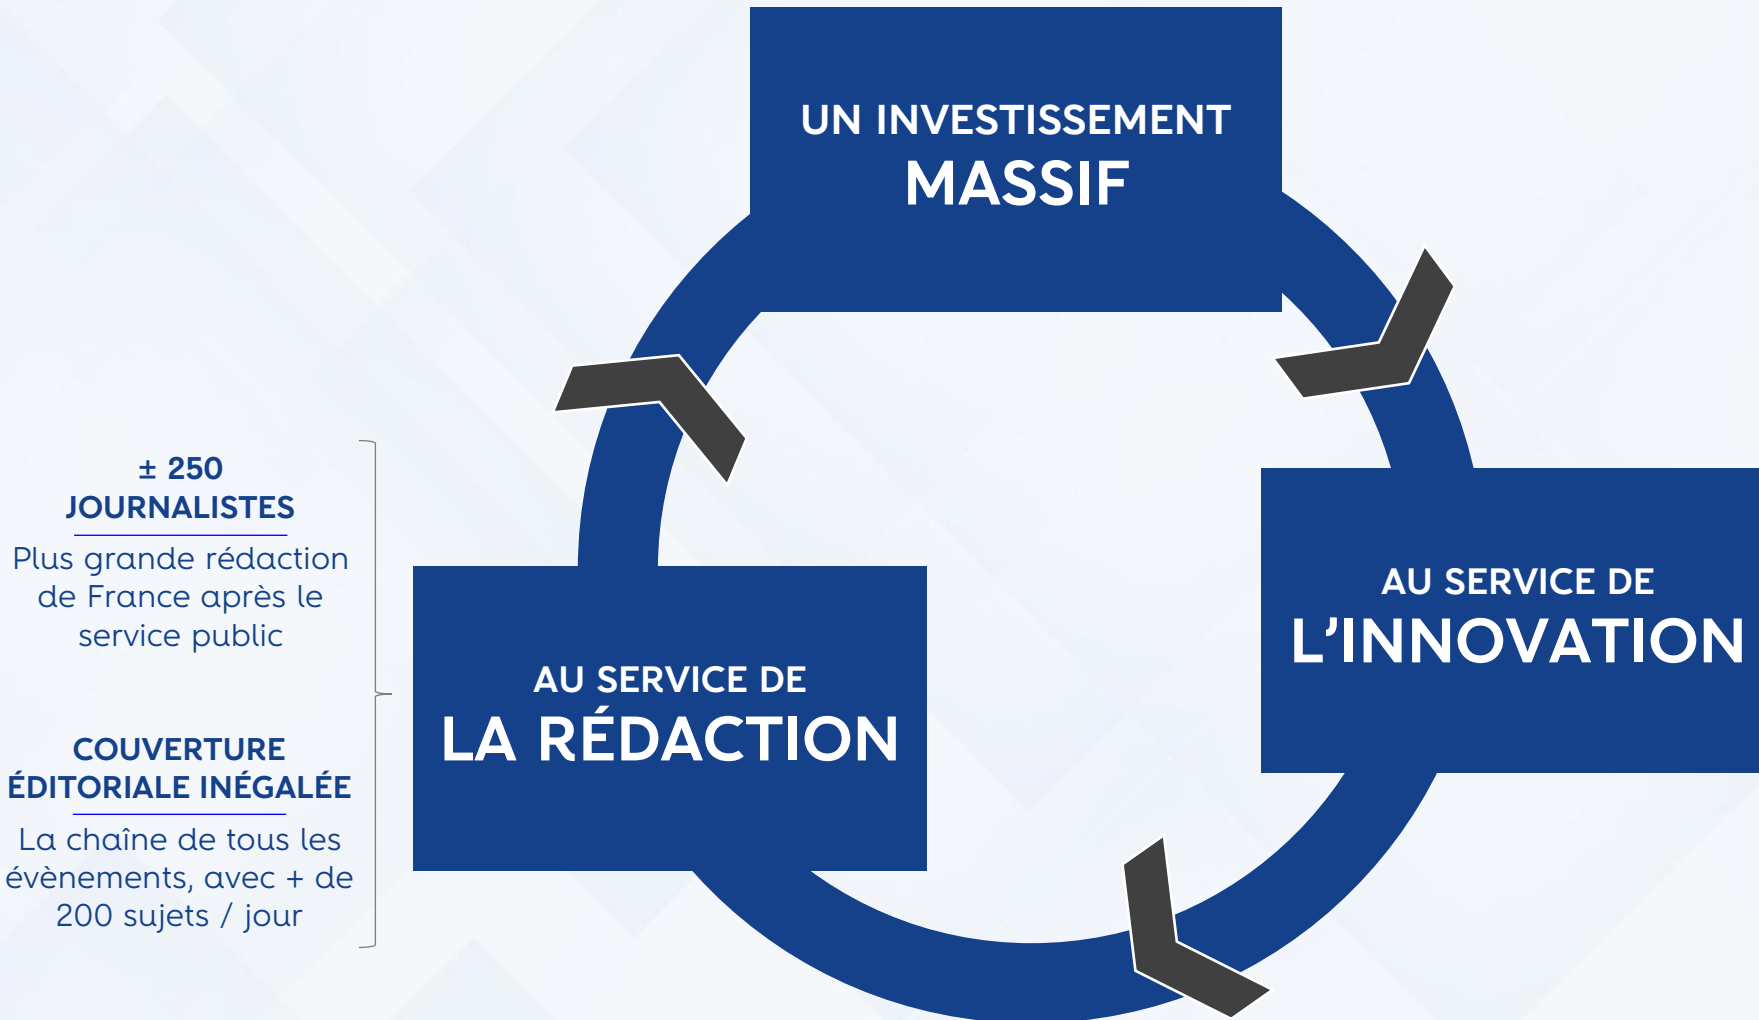 UN INVESTISSEMENT
MASSIF
AU SERVICE DE
L’INNOVATION
AU SERVICE DE
LA RÉDACTION
± 250
JOURNALISTES
Plus grande rédaction
de France après le
service public
COUVERTURE
ÉDITORIALE INÉGALÉE
La chaîne de tous les
évènements, avec + de
200 sujets / jour